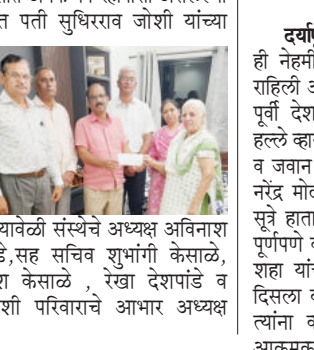 त पती सुधिरराव जोशी यांच्या
यावेळी संस्थेचे अध्यक्ष अविनाश
डे,सह सचिव शुभांगी केसाळे,
श केसाळे , रेखा देशपांडे व
शी परिवाराचे आभार अध्यक्ष
ही नेहमी
राहिली अ
पूर्वी देश
हल्ले व्हा
व जवान
नरेंद्र मोद
सूत्रे हाता
पूर्णपणे व
शहा यां
दिसला व
त्यांना व